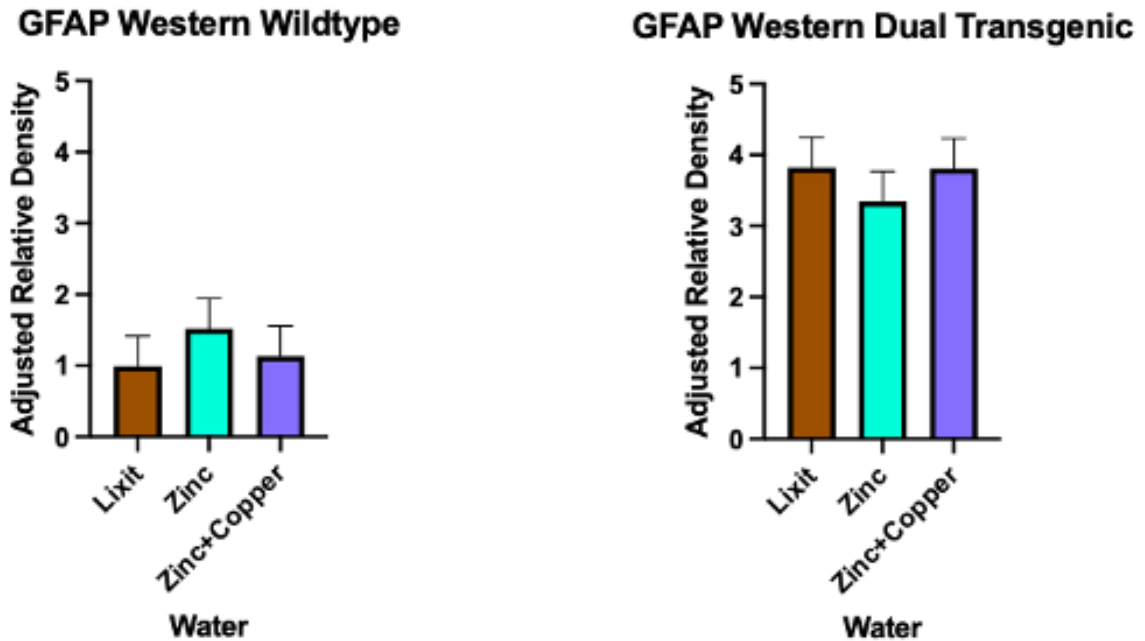 GFAP Western Wildtype
Adjusted Relative Density
5
4
3
2
1
0
Lixit
Zinc
Zinc+Copper
Water
GFAP Western Dual Transgenic
Adjusted Relative Density
5
4
3
2
1
0
Lixit
Zinc
Zinc+Copper
Water